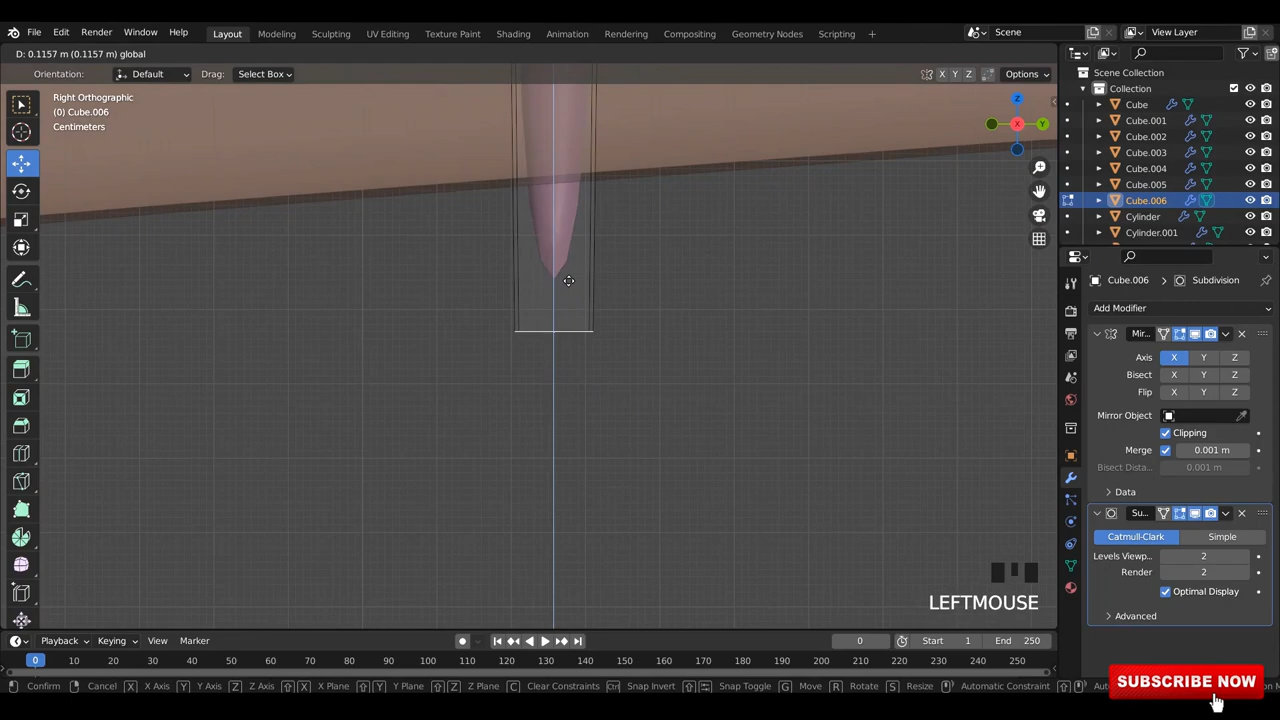 File Edit Render Window Help Layout Modeling Sculpting UV Editing Texture Paint Shading Animation Rendering Compositing Geometry Nodes Scripting + Scene View Layer
D: 0.1157 m (0.1157 m) global
Orientation: Default Drag: Select Box X Y Z Options
Right Orthographic
(0) Cube.006
Centimeters
Z
X
Y
Scene Collection
Collection
Cube
Cube.001
Cube.002
Cube.003
Cube.004
Cube.005
Cube.006
Cylinder
Cylinder.001
Cube.006 > Subdivision
Add Modifier
Mir...
Axis X Y Z
Bisect X Y Z
Flip X Y Z
Mirror Object
Clipping
Merge 0.001 m
Bisect Dista... 0.001 m
Data
Su...
Catmull-Clark Simple
Levels Viewp... 2
Render 2
Optimal Display
Advanced
LEFTMOUSE
Playback Keying View Marker 0 Start 1 End 250
0 10 20 30 40 50 60 70 80 90 100 110 120 130 140 150 160 170 180 190 200 210 220 230 240 250
Confirm Cancel X X Axis Y Y Axis Z Z Axis X X Plane Y Y Plane Z Z Plane C Clear Constraints Ctrl Snap Invert Snap Toggle G Move R Rotate S Resize Automatic Constraint
SUBSCRIBE NOW